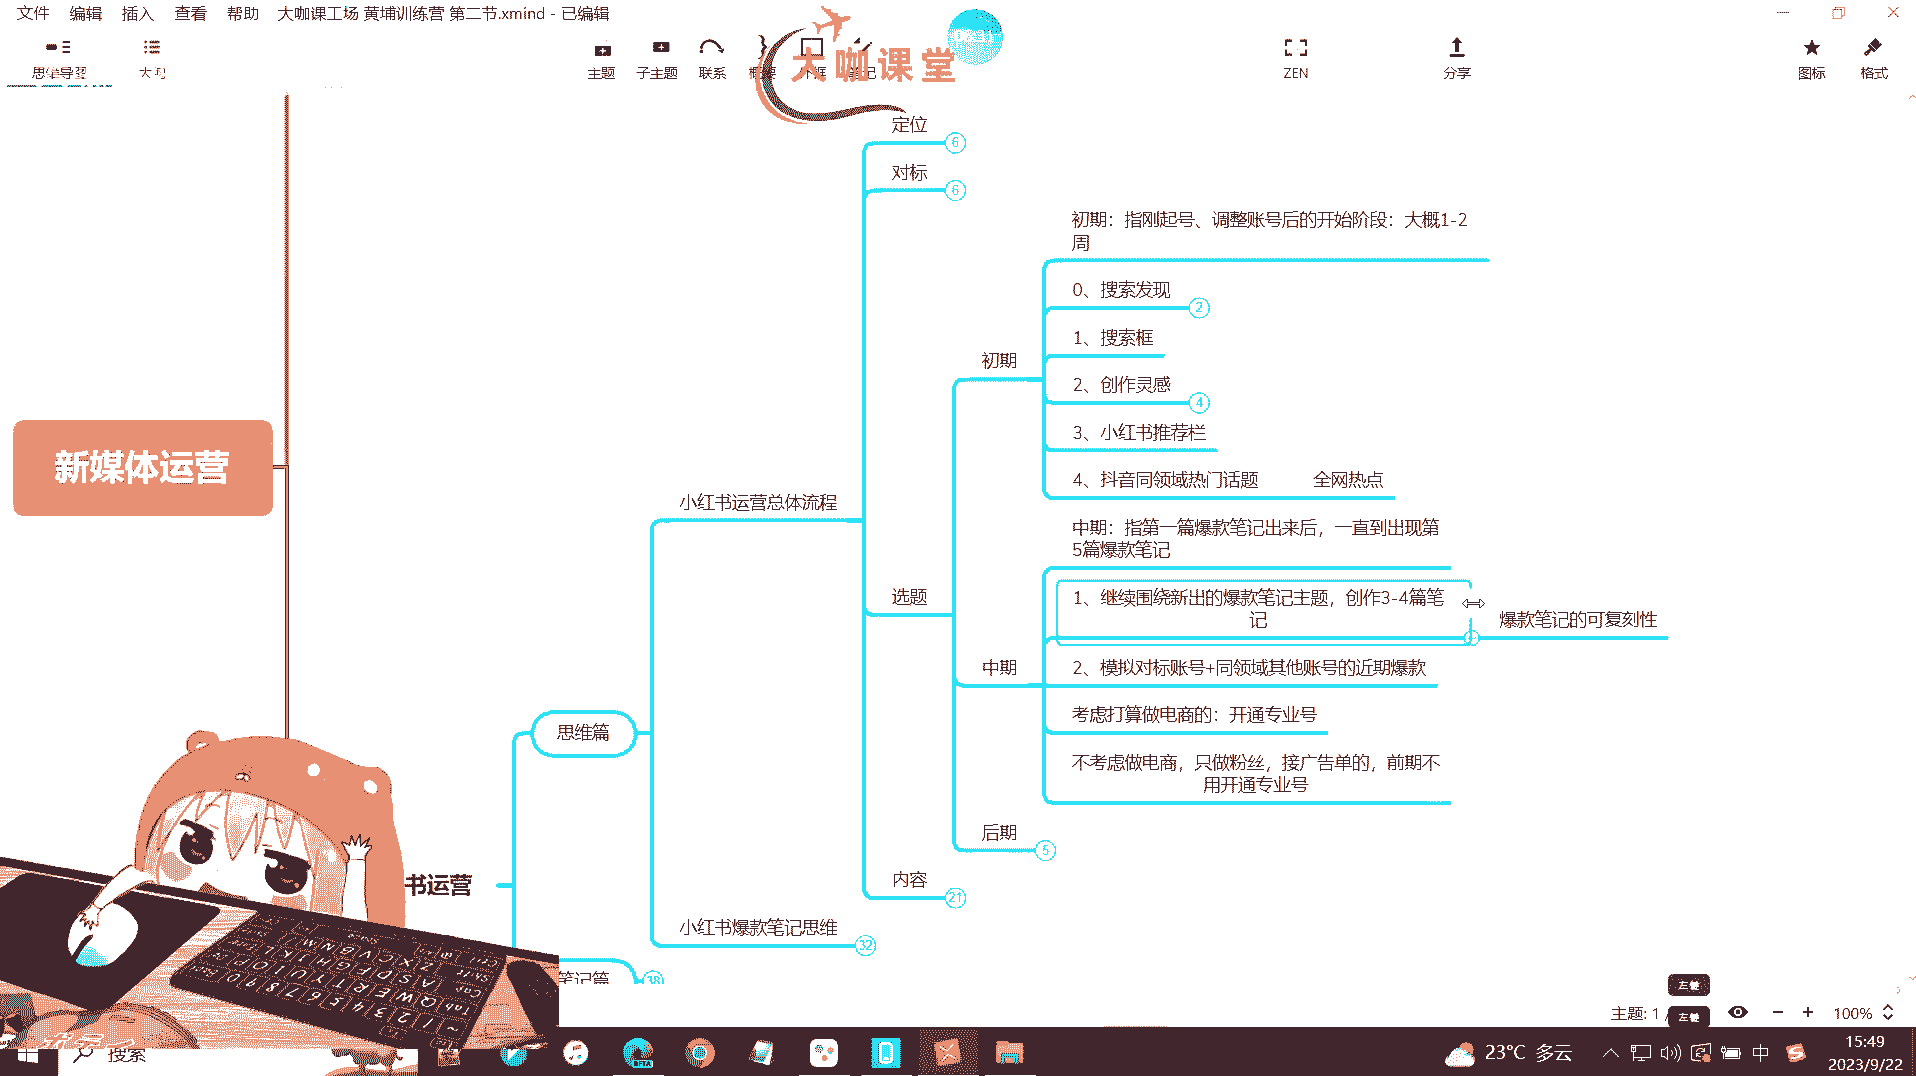 文件 编辑 插入 查看 帮助 大咖课工场 黄埔训练营 第二节.xmind - 已编辑
思维导图
主题 子主题 联系 概要 外框 笔记
ZEN
分享
图标 格式
大咖课堂
定位
6
对标
6
初期：指刚起号、调整账号后的开始阶段：大概1-2
周
0、搜索发现
2
1、搜索框
初期
2、创作灵感
4
3、小红书推荐栏
4、抖音同领域热门话题 全网热点
新媒体运营
小红书运营总体流程
中期：指第一篇爆款笔记出来后，一直到出现第
5篇爆款笔记
选题
1、继续围绕新出的爆款笔记主题，创作3-4篇笔
记
爆款笔记的可复刻性
中期
2、模拟对标账号+同领域其他账号的近期爆款
考虑打算做电商的：开通专业号
思维篇
不考虑做电商，只做粉丝，接广告单的，前期不
用开通专业号
后期
5
内容
21
书运营
小红书爆款笔记思维
32
笔记篇
38
左键
主题: 1 /
左键
100%
搜索
BETA
23°C 多云
中
15:49
2023/9/22